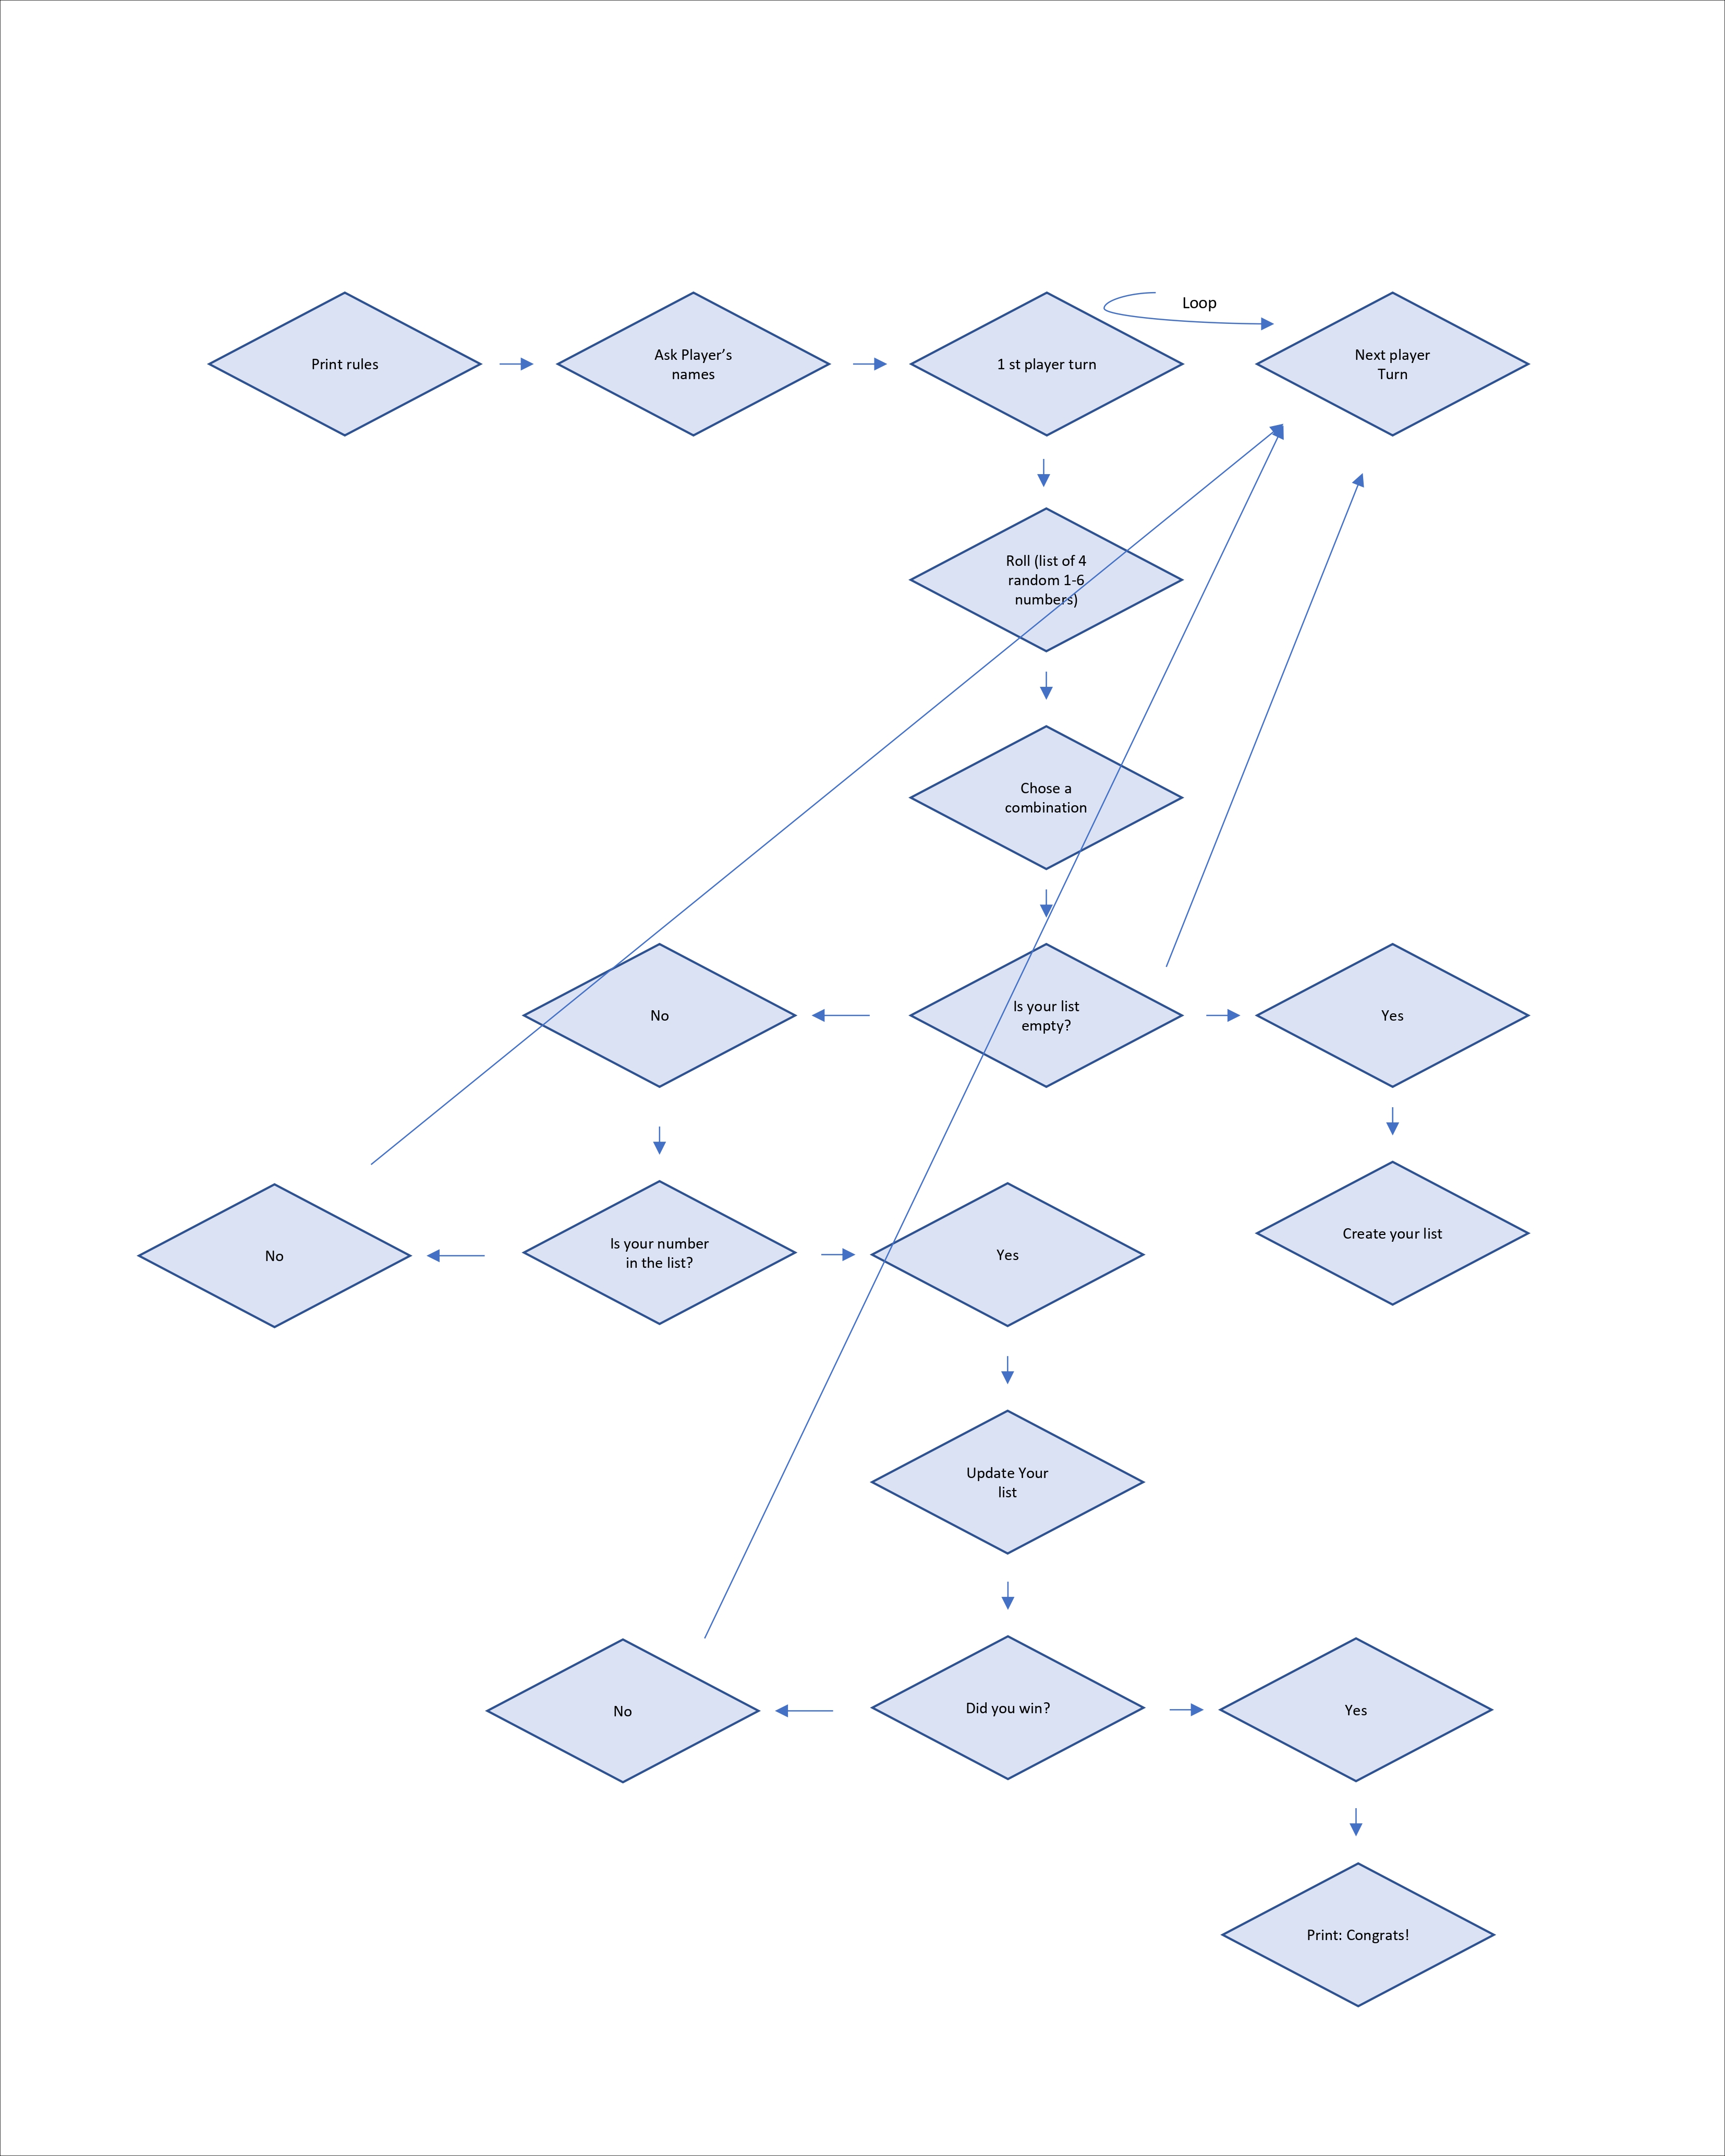 Loop
Print rules
Ask Player's
names
1 st player turn
Next player
Turn
Roll (list of 4
random 1-6
numbers)
Chose a
combination
No
Is your list
empty?
Yes
No
Is your number
in the list?
Yes
Create your list
Update Your
list
No
Did you win?
Yes
Print: Congrats!